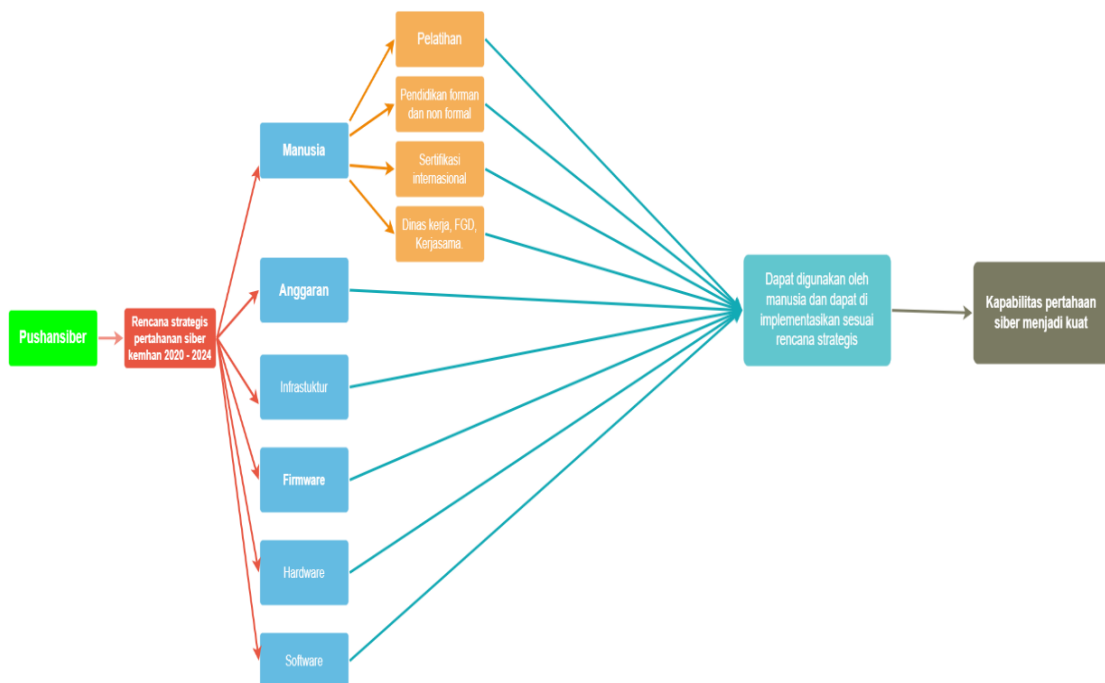 Pushansiber
Rencana strategis
pertahanan siber
kemhan 2020 - 2024
Manusia
Pelatihan
Pendidikan forman
dan non formal
Sertifikasi
internasional
Dinas kerja, FGD,
Kerjasama.
Anggaran
Infrastuktur
Firmware
Hardware
Software
Dapat digunakan oleh
manusia dan dapat di
implementasikan sesuai
rencana strategis
Kapabilitas pertahaan
siber menjadi kuat